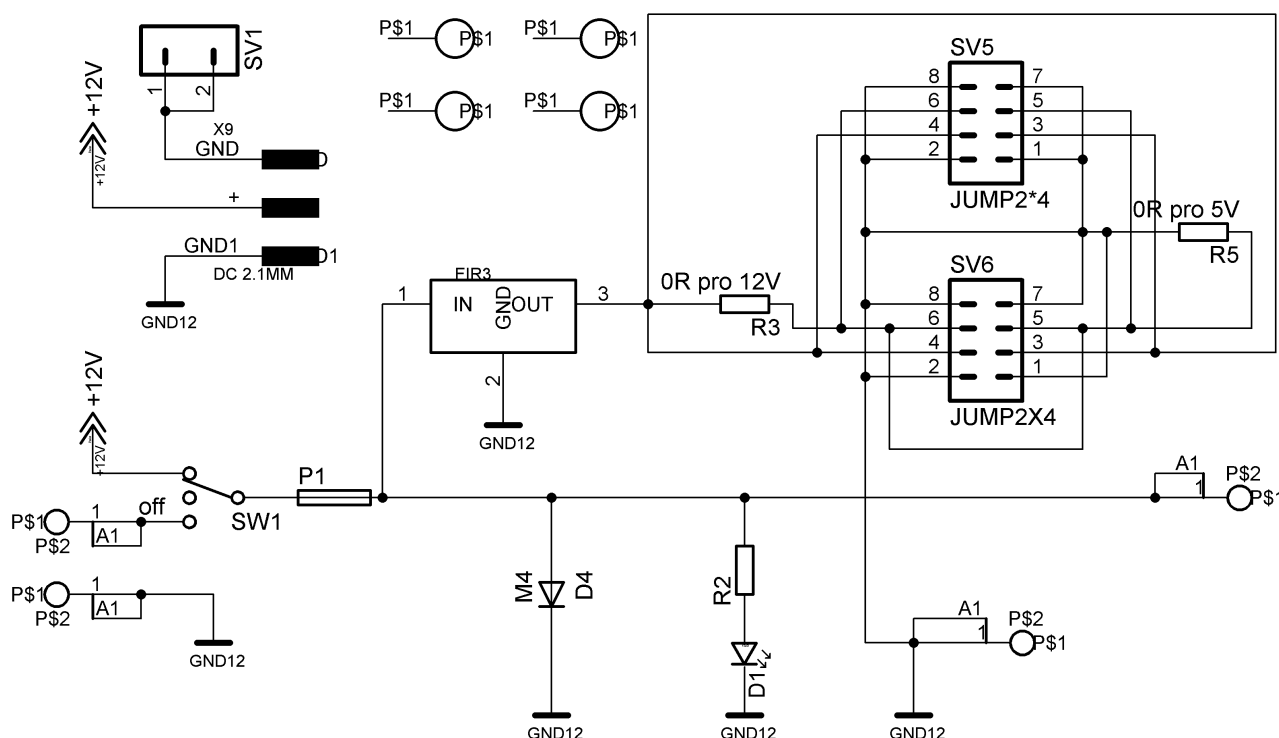 SV1
1
2
+12V
+12V
X9
GND
D
+
GND1
D1
DC 2.1MM
GND12
P$1
P$1
P$1
P$1
P$1
P$1
P$1
P$1
SV5
8
7
6
5
4
3
2
1
JUMP2*4
0R pro 5V
R5
FIR3
1
IN
GND
OUT
3
2
GND12
0R pro 12V
R3
SV6
8
7
6
5
4
3
2
1
JUMP2X4
+12V
+12V
off
SW1
P1
P$1
P$2
1
A1
P$1
P$2
1
A1
GND12
M4
D4
GND12
R2
D1
GND12
A1
1
P$2
P$1
A1
1
P$2
P$1
GND12